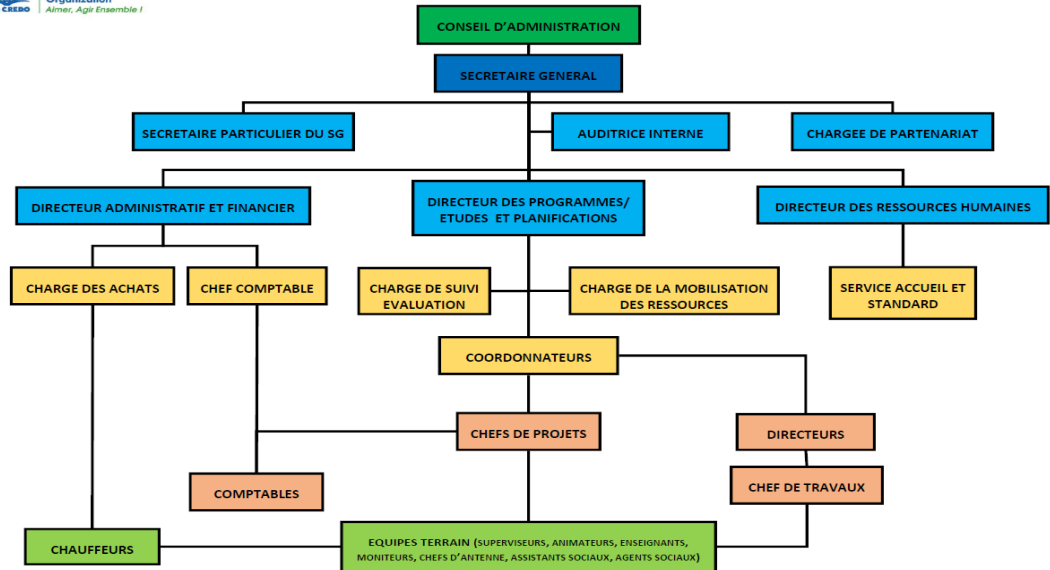 CREDO
Organization
Aimer, Agir Ensemble !
CONSEIL D'ADMINISTRATION
SECRETAIRE GENERAL
SECRETAIRE PARTICULIER DU SG
AUDITRICE INTERNE
CHARGEE DE PARTENARIAT
DIRECTEUR ADMINISTRATIF ET FINANCIER
DIRECTEUR DES PROGRAMMES/
ETUDES ET PLANIFICATIONS
DIRECTEUR DES RESSOURCES HUMAINES
CHARGE DES ACHATS
CHEF COMPTABLE
CHARGE DE SUIVI
EVALUATION
CHARGE DE LA MOBILISATION
DES RESSOURCES
SERVICE ACCUEIL ET
STANDARD
COORDONNATEURS
CHEFS DE PROJETS
DIRECTEURS
COMPTABLES
CHEF DE TRAVAUX
CHAUFFEURS
EQUIPES TERRAIN (SUPERVISEURS, ANIMATEURS, ENSEIGNANTS,
MONITEURS, CHEFS D'ANTENNE, ASSISTANTS SOCIAUX, AGENTS SOCIAUX)